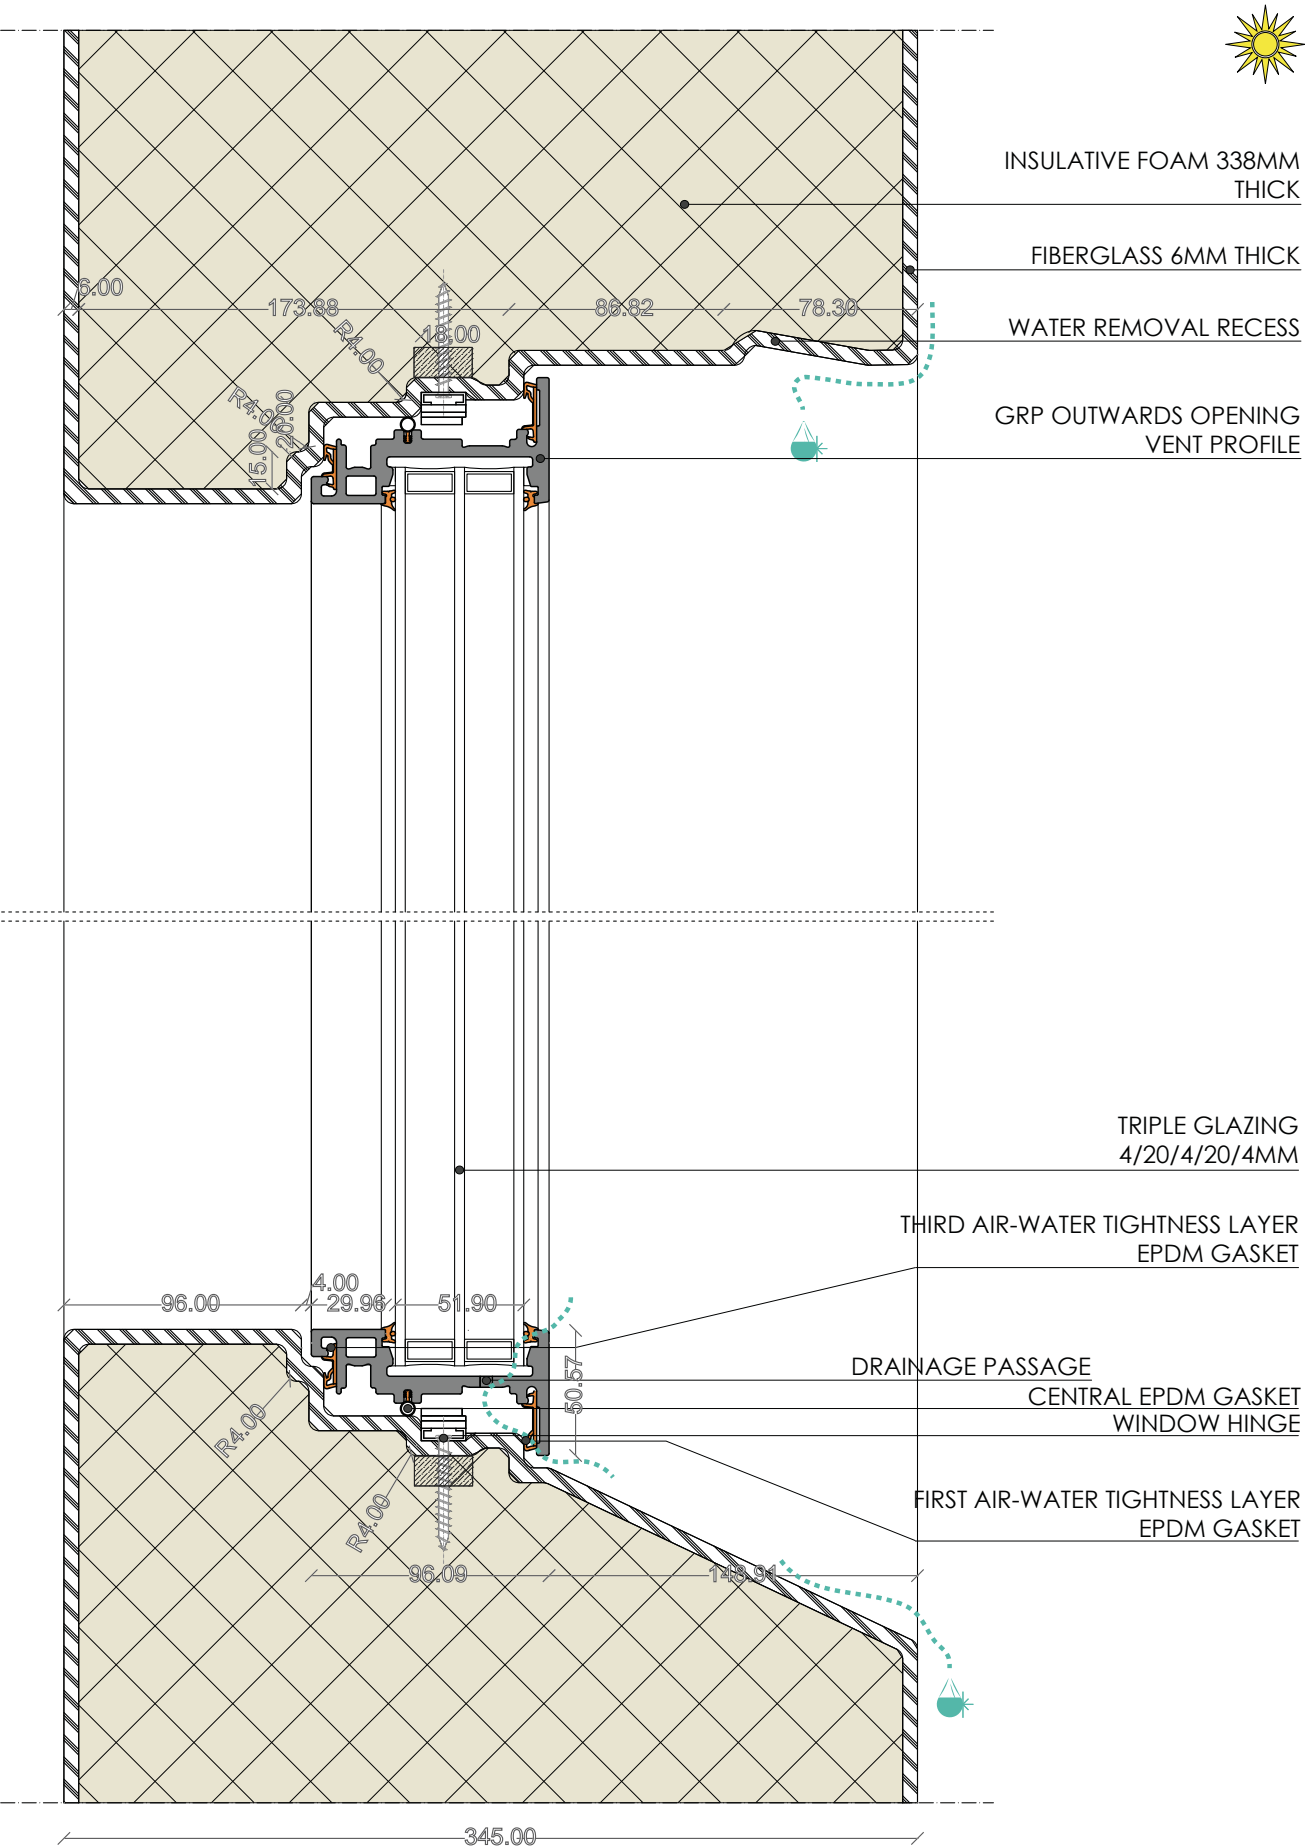 INSULATIVE FOAM 338MM
THICK
FIBERGLASS 6MM THICK
6.00
173.88
86.82
78.30
WATER REMOVAL RECESS
18.00
R4.00
GRP OUTWARDS OPENING
VENT PROFILE
R4.00
20.00
15.00
TRIPLE GLAZING
4/20/4/20/4MM
THIRD AIR-WATER TIGHTNESS LAYER
EPDM GASKET
4.00
96.00
29.96
51.90
DRAINAGE PASSAGE
50.57
CENTRAL EPDM GASKET
WINDOW HINGE
R4.00
FIRST AIR-WATER TIGHTNESS LAYER
EPDM GASKET
R4.00
96.09
148.91
345.00